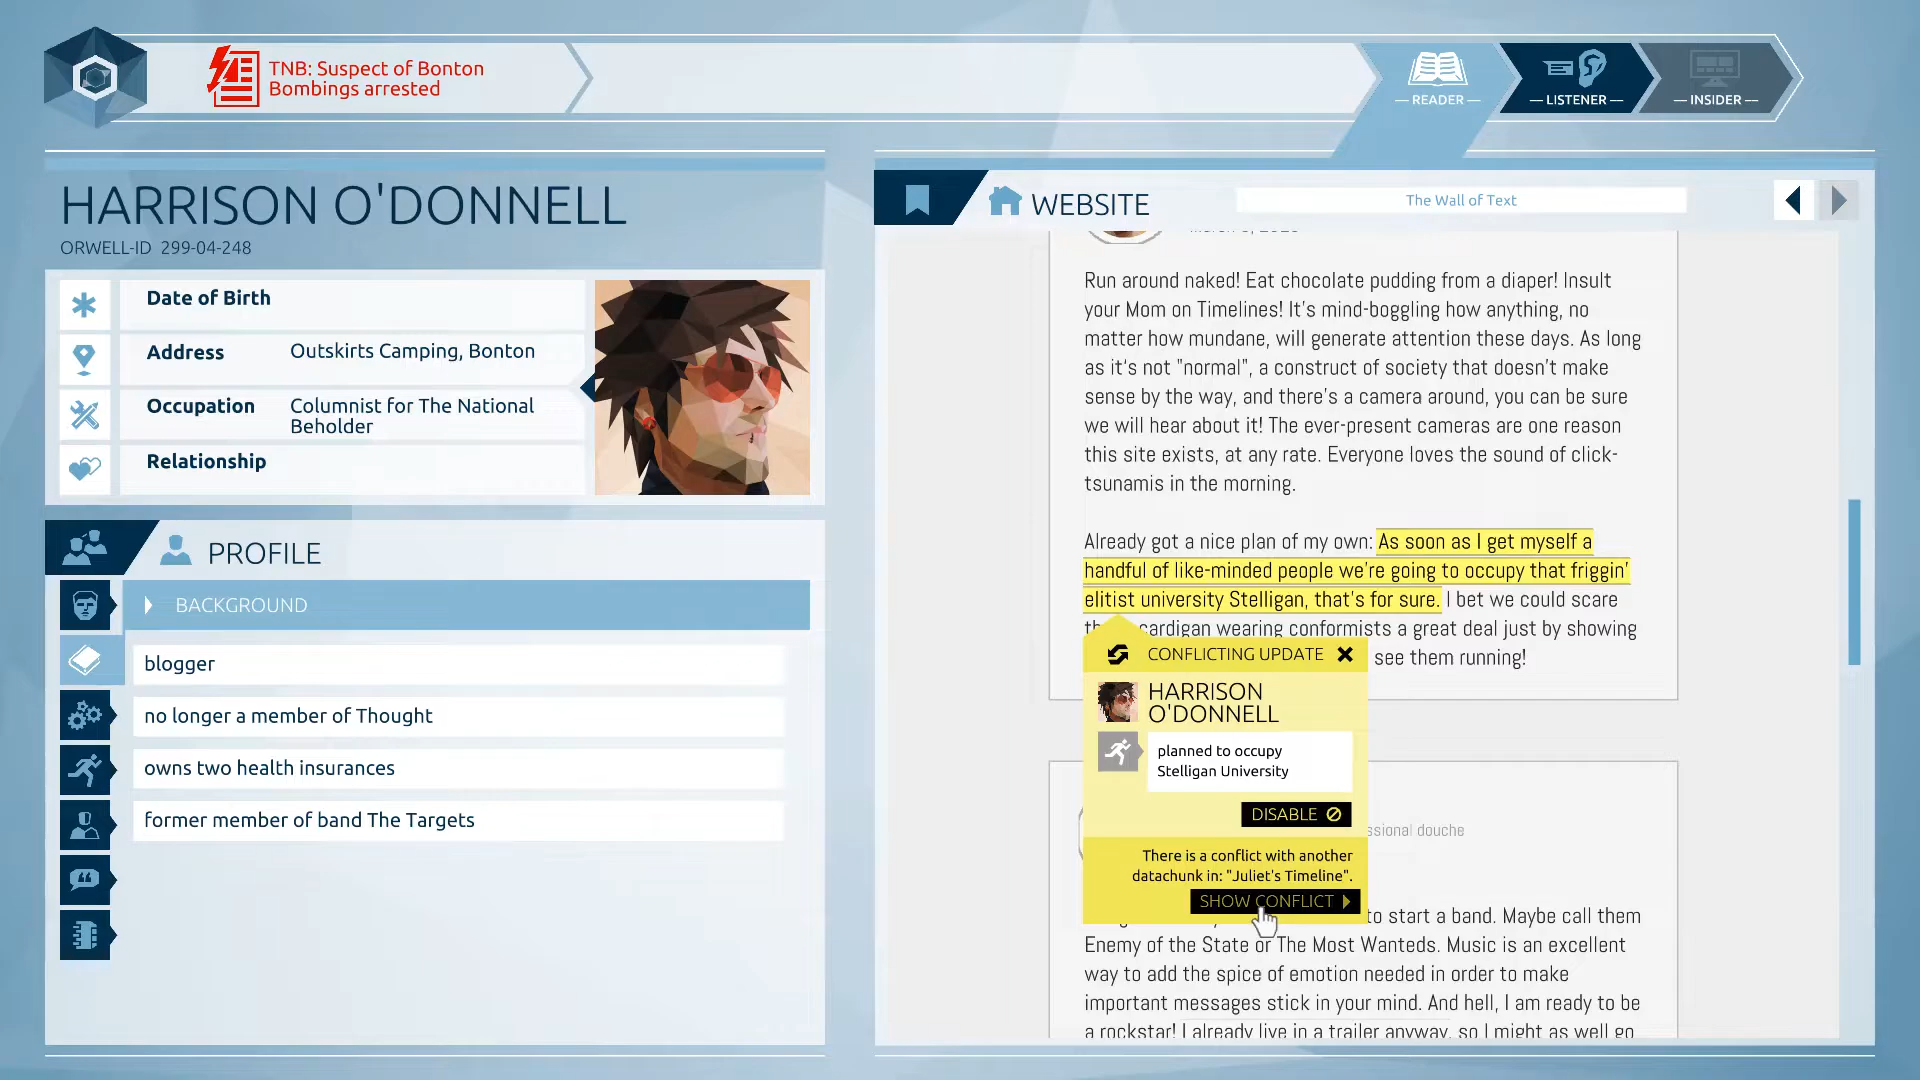 TNB: Suspect of Bonton
Bombings arrested
READER
LISTENER
INSIDER
HARRISON O'DONNELL
ORWELL-ID 299-04-248
Date of Birth
Address Outskirts Camping, Bonton
Occupation Columnist for The National
Beholder
Relationship
PROFILE
BACKGROUND
blogger
no longer a member of Thought
owns two health insurances
former member of band The Targets
WEBSITE
The Wall of Text
Run around naked! Eat chocolate pudding from a diaper! Insult
your Mom on Timelines! It's mind-boggling how anything, no
matter how mundane, will generate attention these days. As long
as it's not "normal", a construct of society that doesn't make
sense by the way, and there's a camera around, you can be sure
we will hear about it! The ever-present cameras are one reason
this site exists, at any rate. Everyone loves the sound of click-
tsunamis in the morning.
Already got a nice plan of my own: As soon as I get myself a
handful of like-minded people we're going to occupy that friggin'
elitist university Stelligan, that's for sure. I bet we could scare
cardigan wearing conformists a great deal just by showing
see them running!
CONFLICTING UPDATE
HARRISON
O'DONNELL
planned to occupy
Stelligan University
DISABLE
There is a conflict with another
datachunk in: "Juliet's Timeline".
SHOW CONFLICT
douche
to start a band. Maybe call them
Enemy of the State or The Most Wanteds. Music is an excellent
way to add the spice of emotion needed in order to make
important messages stick in your mind. And hell, I am ready to be
a rockstar! I already live in a trailer anyway, so I might as well go